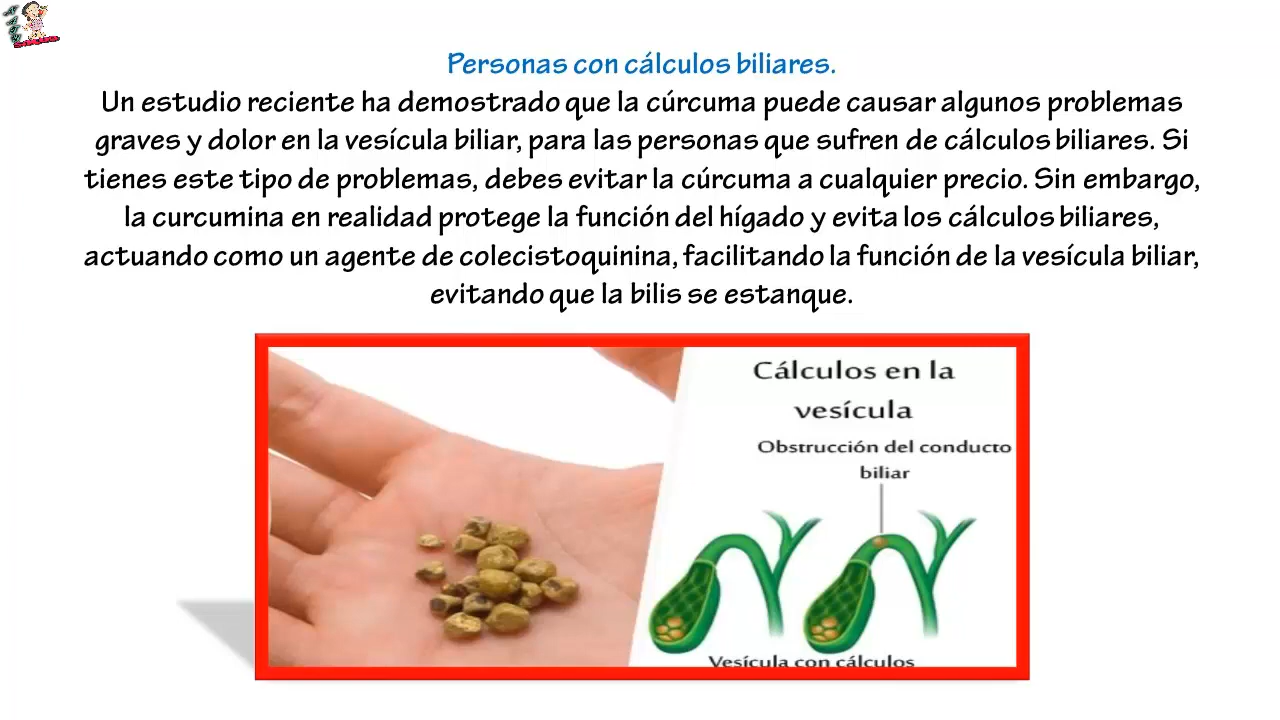 Personas con cálculos biliares.
Un estudio reciente ha demostrado que la cúrcuma puede causar algunos problemas
graves y dolor en la vesícula biliar, para las personas que sufren de cálculos biliares. Si
tienes este tipo de problemas, debes evitar la cúrcuma a cualquier precio. Sin embargo,
la curcumina en realidad protege la función del hígado y evita los cálculos biliares,
actuando como un agente de colecistoquinina, facilitando la función de la vesícula biliar,
evitando que la bilis se estanque.
Cálculos en la
vesícula
Obstrucción del conducto
biliar
Vesícula con cálculos